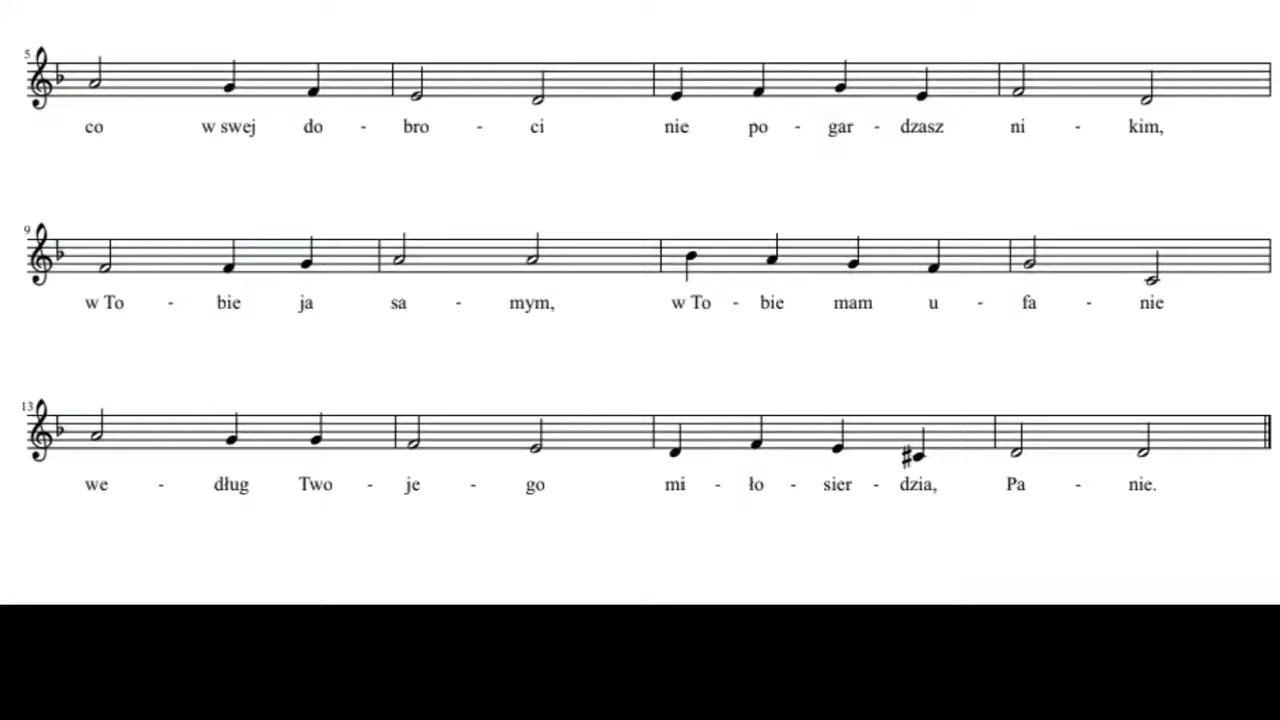 5
co w swej do - bro - ci nie po - gar - dzasz ni - kim,
9
w To - bie ja sa - mym, w To - bie mam u - fa - nie
13
we - dług Two - je - go mi - ło - sier - dzia, Pa - nie.